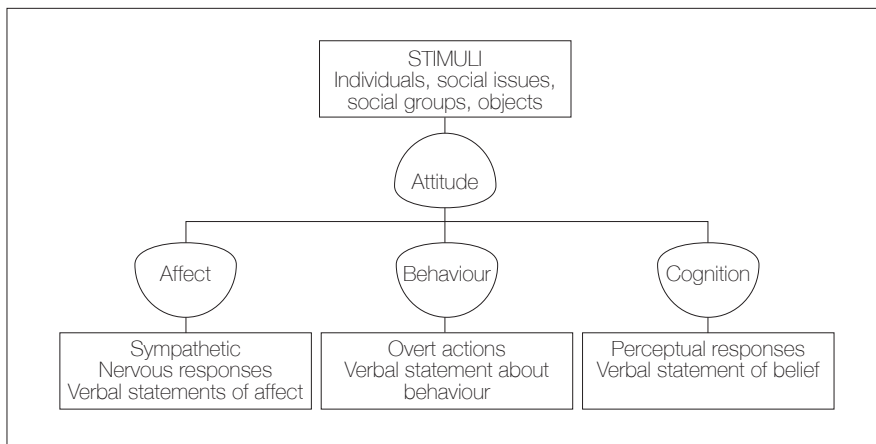 STIMULI
Individuals, social issues,
social groups, objects
Attitude
Affect
Behaviour
Cognition
Sympathetic
Nervous responses
Verbal statements of affect
Overt actions
Verbal statement about
behaviour
Perceptual responses
Verbal statement of belief